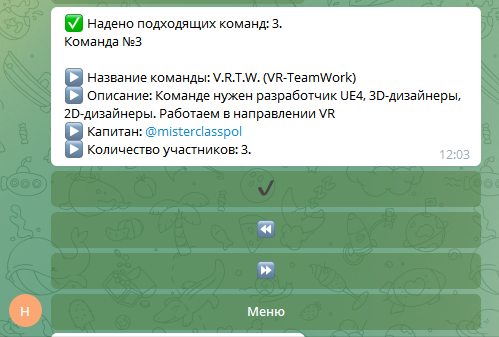 ✅ Надено подходящих команд: 3.
Команда №3
▶ Название команды: V.R.T.W. (VR-TeamWork)
▶ Описание: Команде нужен разработчик UE4, 3D-дизайнеры,
2D-дизайнеры. Работаем в направлении VR
▶ Капитан: @misterclasspol
▶ Количество участников: 3.
12:03
✔
⏪
⏩
Н
Меню